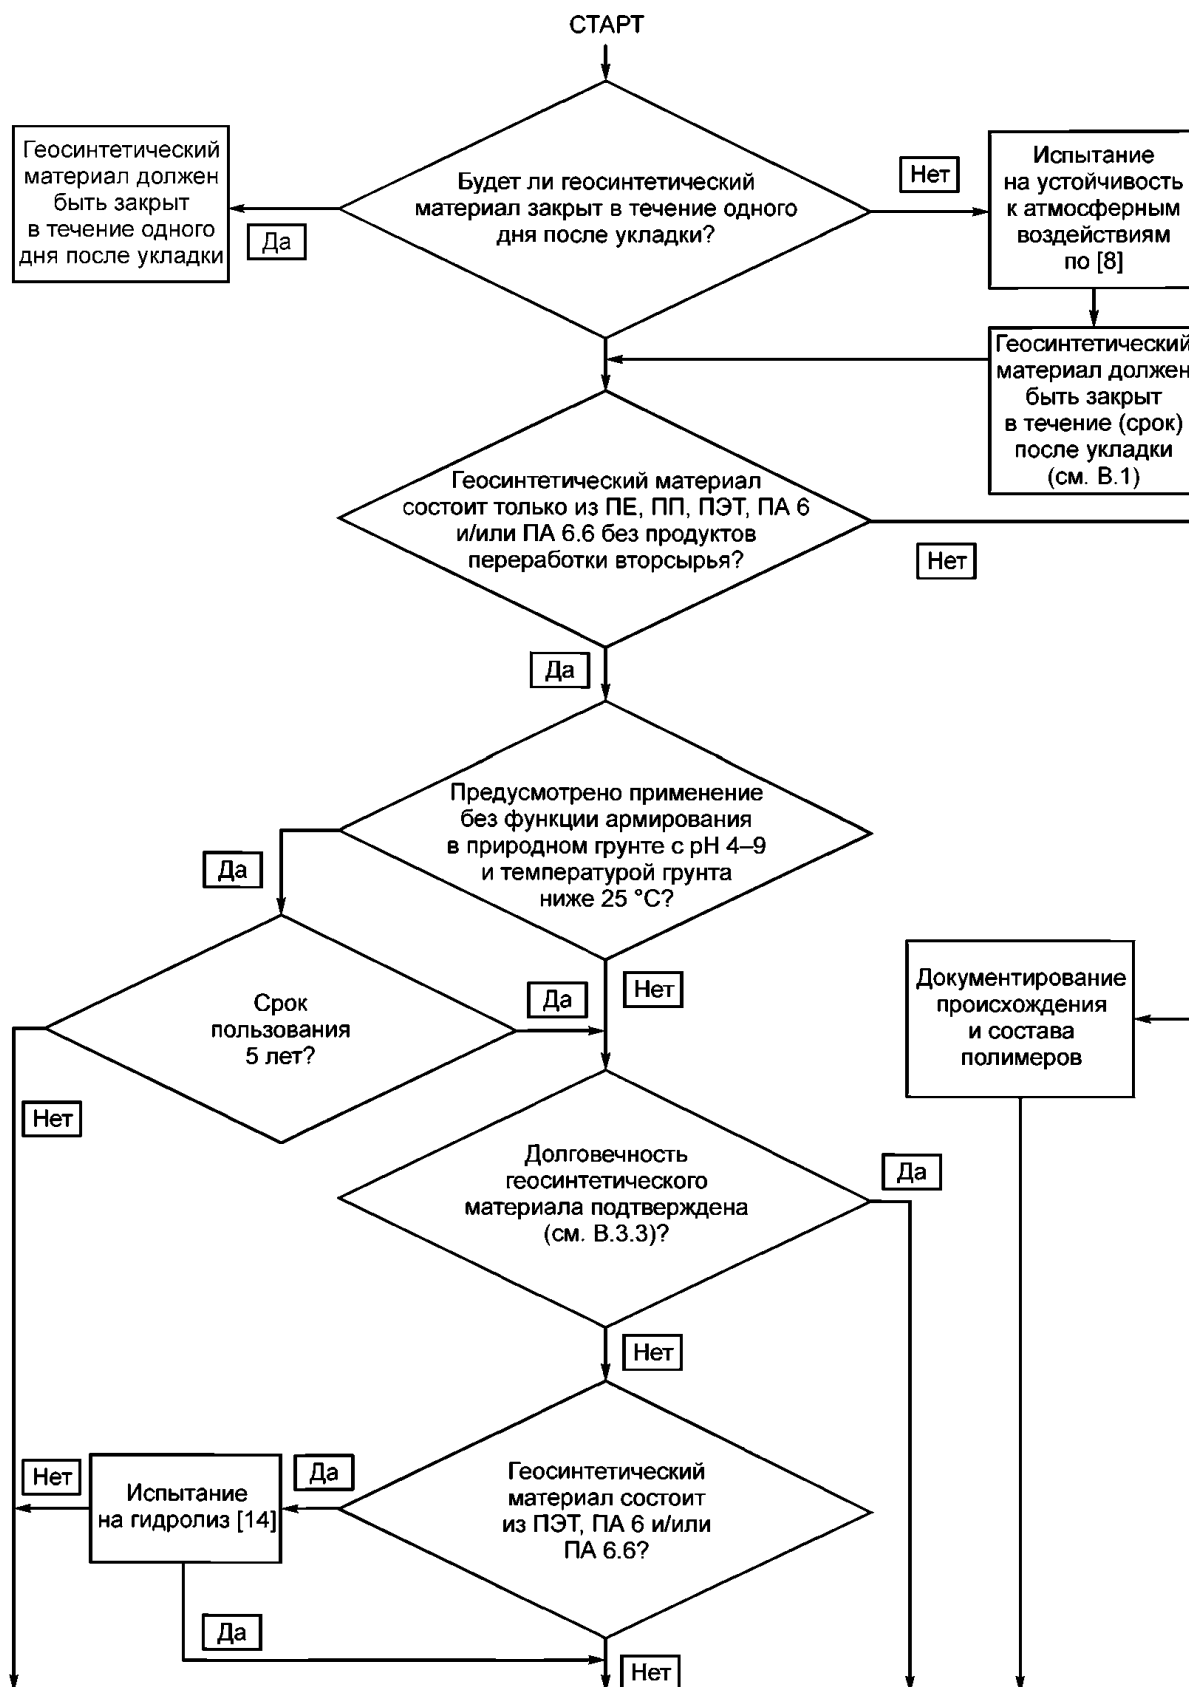 СТАРТ
Будет ли геосинтетический
материал закрыт в течение одного
дня после укладки?
Да
Геосинтетический
материал должен
быть закрыт
в течение одного
дня после укладки
Нет
Испытание
на устойчивость
к атмосферным
воздействиям
по [8]
Геосинтетический
материал должен
быть закрыт
в течение (срок)
после укладки
(см. В.1)
Геосинтетический материал
состоит только из ПЕ, ПП, ПЭТ, ПА 6
и/или ПА 6.6 без продуктов
переработки вторсырья?
Нет
Да
Предусмотрено применение
без функции армирования
в природном грунте с pH 4–9
и температурой грунта
ниже 25 °С?
Да
Нет
Документирование
происхождения
и состава
полимеров
Срок
пользования
5 лет?
Да
Нет
Долговечность
геосинтетического
материала подтверждена
(см. В.3.3)?
Да
Нет
Геосинтетический
материал состоит
из ПЭТ, ПА 6 и/или
ПА 6.6?
Да
Испытание
на гидролиз [14]
Нет
Да
Нет